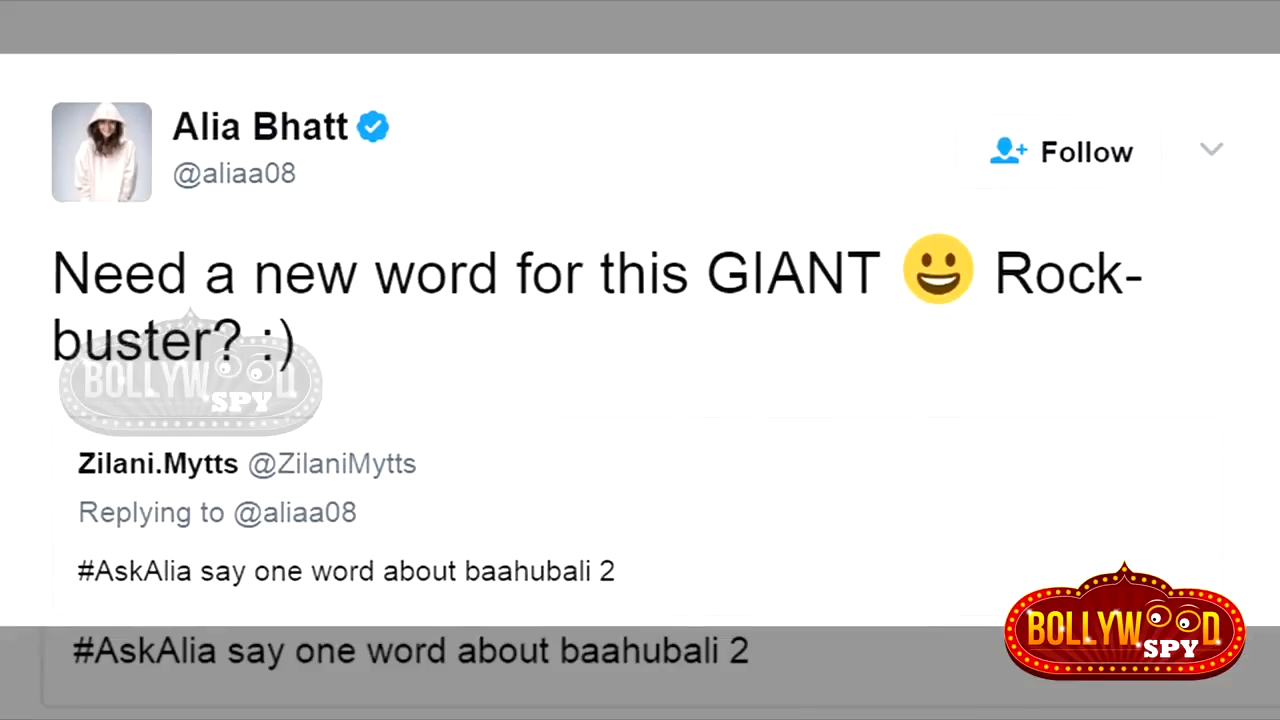 Alia Bhatt
@aliaa08
Follow
Need a new word for this GIANT 😀 Rock-
buster? :)
BOLLYWOOD
SPY
Zilani.Mytts @ZilaniMytts
Replying to @aliaa08
#AskAlia say one word about baahubali 2
#AskAlia say one word about baahubali 2
BOLLYWOOD
SPY